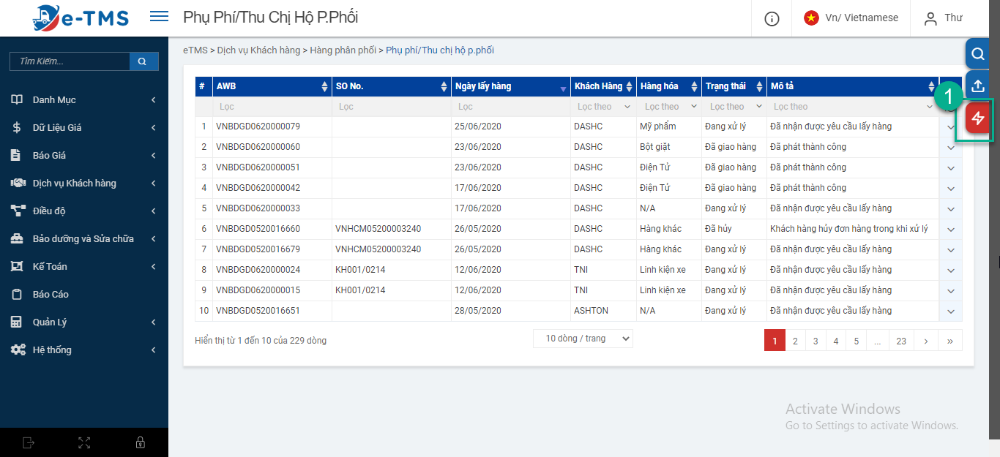 e-TMS
Phụ Phí/Thu Chị Hộ P.Phối
Vn/ Vietnamese
Thư
Tìm Kiếm...
eTMS > Dịch vụ Khách hàng > Hàng phân phối > Phụ phí/Thu chị hộ p.phối
Danh Mục
Dữ Liệu Giá
Báo Giá
Dịch vụ Khách hàng
Điều độ
Bảo dưỡng và Sửa chữa
Kế Toán
Báo Cáo
Quản Lý
Hệ thống
# AWB SO No. Ngày lấy hàng Khách Hàng Hàng hóa Trạng thái Mô tả
Lọc Lọc Lọc Lọc theo Lọc theo Lọc theo Lọc theo
1
1 VNBDGD0620000079 25/06/2020 DASHC Mỹ phẩm Đang xử lý Đã nhận được yêu cầu lấy hàng
2 VNBDGD0620000060 23/06/2020 DASHC Bột giặt Đã giao hàng Đã phát thành công
3 VNBDGD0620000051 23/06/2020 DASHC Điện Tử Đã giao hàng Đã phát thành công
4 VNBDGD0620000042 17/06/2020 DASHC Điện Tử Đã giao hàng Đã phát thành công
5 VNBDGD0620000033 17/06/2020 DASHC N/A Đang xử lý Đã nhận được yêu cầu lấy hàng
6 VNBDGD0520016660 VNHCM05200003240 26/05/2020 DASHC Hàng khác Đã hủy Khách hàng hủy đơn hàng trong khi xử lý
7 VNBDGD0520016679 VNHCM05200003240 26/05/2020 DASHC Hàng khác Đang xử lý Đã nhận được yêu cầu lấy hàng
8 VNBDGD0620000024 KH001/0214 12/06/2020 TNI Linh kiện xe Đang xử lý Đã nhận được yêu cầu lấy hàng
9 VNBDGD0620000015 KH001/0214 12/06/2020 TNI Linh kiện xe Đang xử lý Đã nhận được yêu cầu lấy hàng
10 VNBDGD0520016651 28/05/2020 ASHTON N/A Đang xử lý Đã nhận được yêu cầu lấy hàng
Hiển thị từ 1 đến 10 của 229 dòng
10 dòng / trang
1 2 3 4 5 ... 23 › »
Activate Windows
Go to Settings to activate Windows.